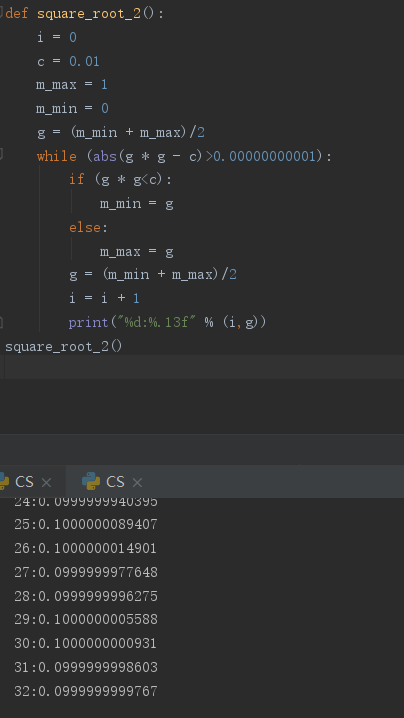 def square_root_2():
i = 0
c = 0.01
m_max = 1
m_min = 0
g = (m_min + m_max)/2
while (abs(g * g - c)>0.00000000001):
if (g * g<c):
m_min = g
else:
m_max = g
g = (m_min + m_max)/2
i = i + 1
print("%d:%.13f" % (i,g))
square_root_2()
CS × CS ×
24:0.0999999940395
25:0.1000000089407
26:0.1000000014901
27:0.0999999977648
28:0.0999999996275
29:0.1000000005588
30:0.1000000000931
31:0.0999999998603
32:0.0999999999767